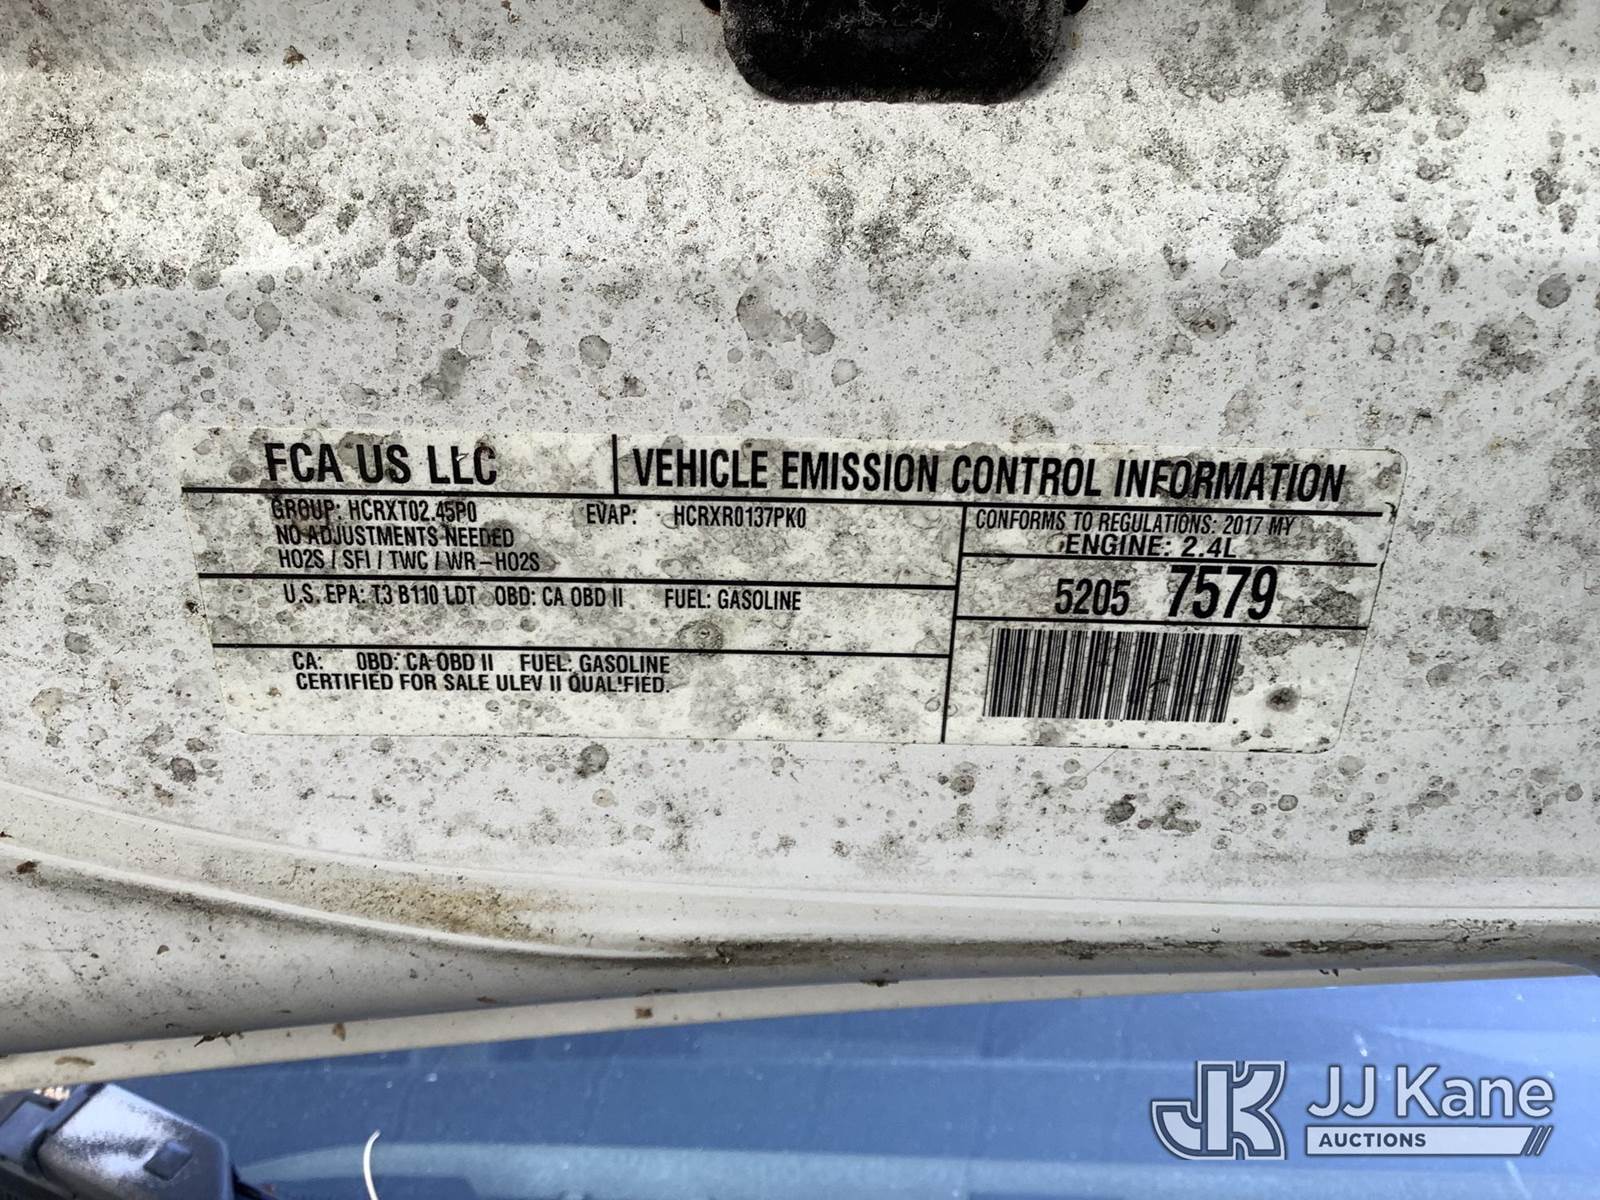 FCA US LLC
VEHICLE EMISSION CONTROL INFORMATION
GROUP: HCRXT02.45P0 EVAP: HCRXR0137PK0
NO ADJUSTMENTS NEEDED
HO2S / SFI / TWC / WR-HO2S
U.S. EPA: T3 B110 LDT OBD: CA OBD II FUEL: GASOLINE
CA: OBD: CA OBD II FUEL: GASOLINE
CERTIFIED FOR SALE ULEV II QUALIFIED.
CONFORMS TO REGULATIONS: 2017 MY
ENGINE: 2.4L
5205 7579
JK JJ Kane
AUCTIONS